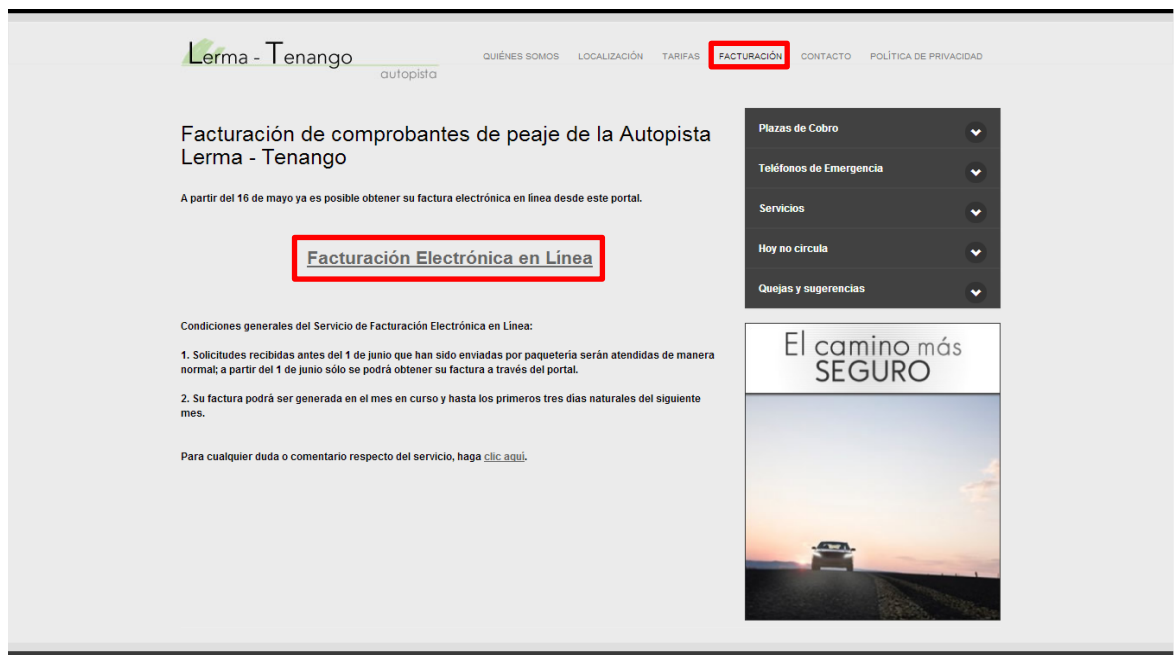 Lerma - Tenango
autopista
QUIÉNES SOMOS LOCALIZACIÓN TARIFAS FACTURACIÓN CONTACTO POLÍTICA DE PRIVACIDAD
Facturación de comprobantes de peaje de la Autopista
Lerma - Tenango
A partir del 16 de mayo ya es posible obtener su factura electrónica en línea desde este portal.
Facturación Electrónica en Línea
Condiciones generales del Servicio de Facturación Electrónica en Línea:
1. Solicitudes recibidas antes del 1 de junio que han sido enviadas por paquetería serán atendidas de manera
normal; a partir del 1 de junio sólo se podrá obtener su factura a través del portal.
2. Su factura podrá ser generada en el mes en curso y hasta los primeros tres días naturales del siguiente
mes.
Para cualquier duda o comentario respecto del servicio, haga clic aquí.
Plazas de Cobro
Teléfonos de Emergencia
Servicios
Hoy no circula
Quejas y sugerencias
El camino más
SEGURO